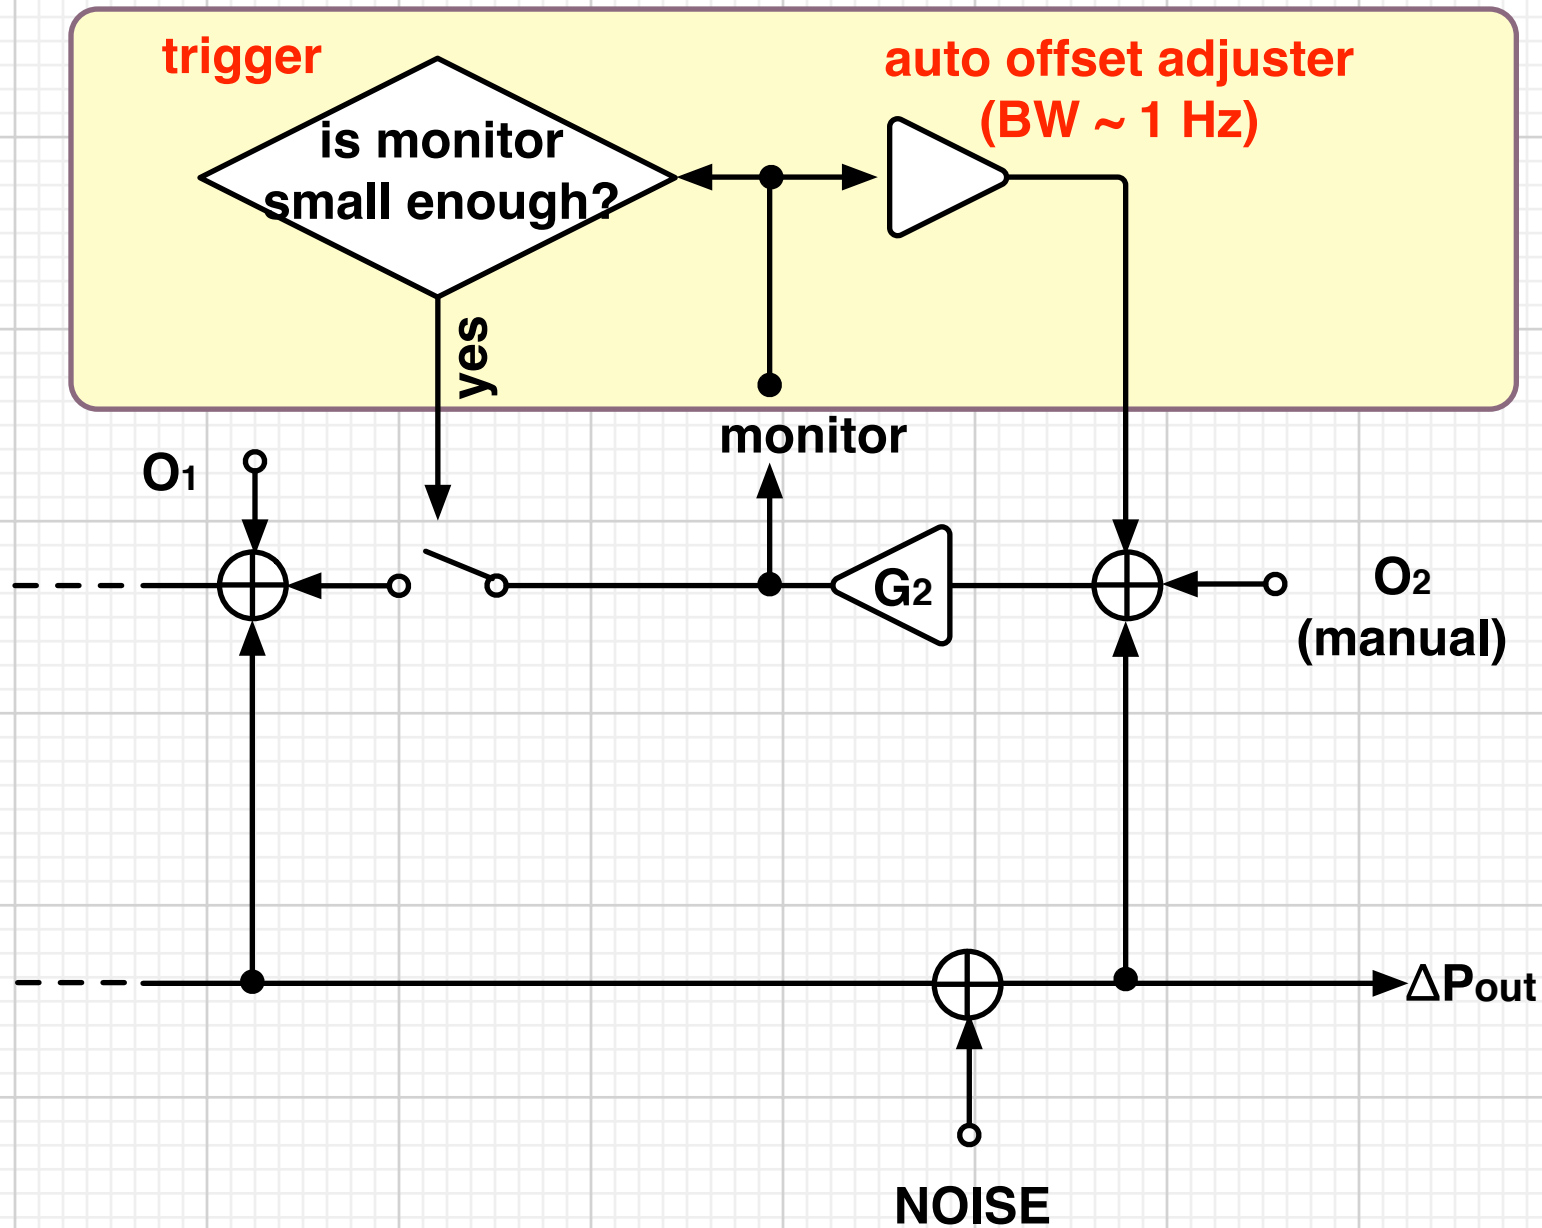 trigger
auto offset adjuster
(BW ~ 1 Hz)
is monitor
small enough?
yes
monitor
O1
G2
O2
(manual)
ΔPout
NOISE